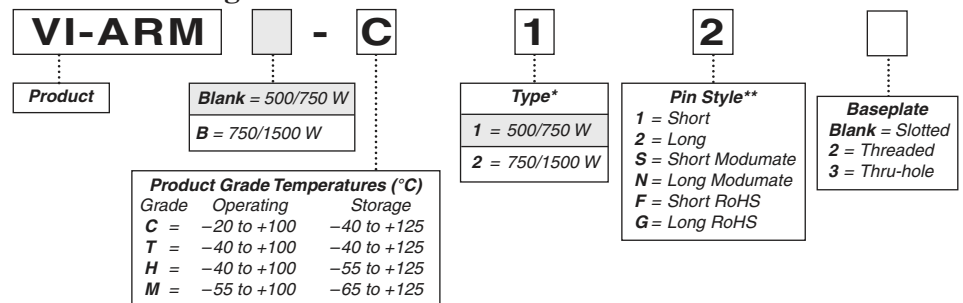 VI-ARM - C 1 2
Product
Blank = 500/750 W
B = 750/1500 W
Product Grade Temperatures (°C)
Grade Operating Storage
C = –20 to +100 –40 to +125
T = –40 to +100 –40 to +125
H = –40 to +100 –55 to +125
M = –55 to +100 –65 to +125
Type*
1 = 500/750 W
2 = 750/1500 W
Pin Style**
1 = Short
2 = Long
S = Short Modumate
N = Long Modumate
F = Short RoHS
G = Long RoHS
Baseplate
Blank = Slotted
2 = Threaded
3 = Thru-hole